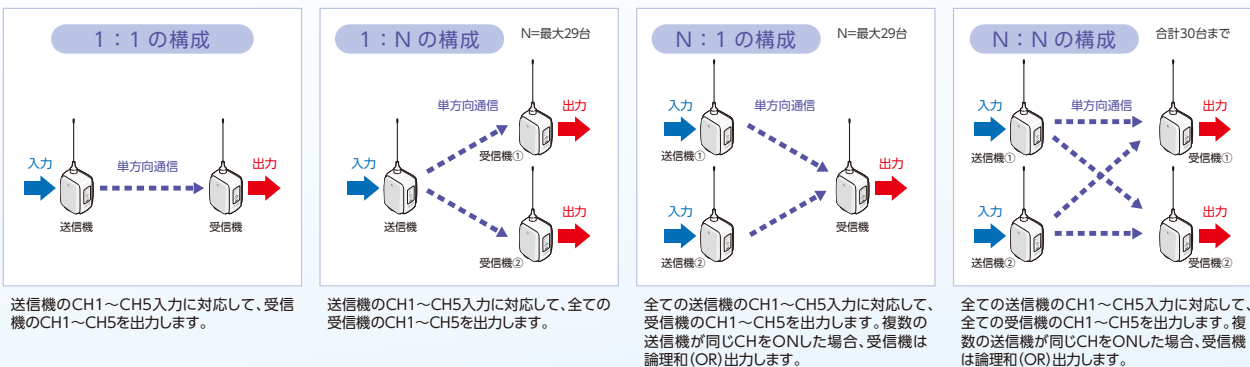 1：1 の構成
入力
単方向通信
出力
送信機
受信機
送信機のCH1～CH5入力に対応して、受信
機のCH1～CH5を出力します。
1：N の構成
N=最大29台
単方向通信
出力
受信機①
入力
送信機
出力
受信機②
送信機のCH1～CH5入力に対応して、全ての
受信機のCH1～CH5を出力します。
N：1 の構成
N=最大29台
入力
単方向通信
送信機①
出力
受信機
入力
送信機②
全ての送信機のCH1～CH5入力に対応して、
受信機のCH1～CH5を出力します。複数の
送信機が同じCHをONした場合、受信機は
論理和(OR)出力します。
N：N の構成
合計30台まで
入力
単方向通信
出力
送信機①
受信機①
入力
出力
送信機②
受信機②
全ての送信機のCH1～CH5入力に対応して、
全ての受信機のCH1～CH5を出力します。複
数の送信機が同じCHをONした場合、受信機
は論理和(OR)出力します。